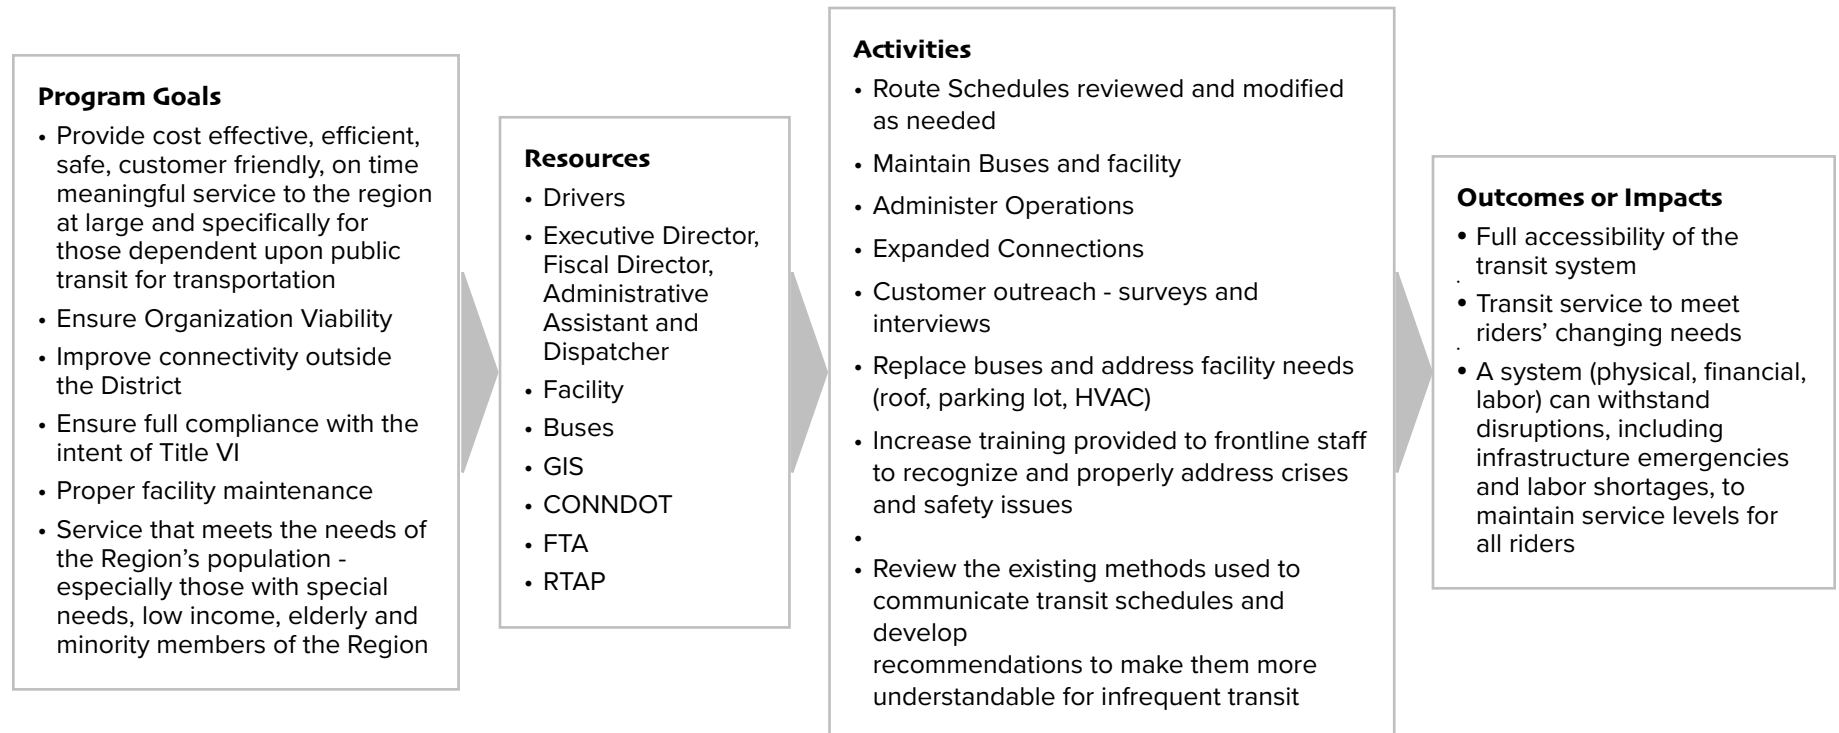 Program Goals
• Provide cost effective, efficient,
safe, customer friendly, on time
meaningful service to the region
at large and specifically for
those dependent upon public
transit for transportation
• Ensure Organization Viability
• Improve connectivity outside
the District
• Ensure full compliance with the
intent of Title VI
• Proper facility maintenance
• Service that meets the needs of
the Region’s population -
especially those with special
needs, low income, elderly and
minority members of the Region
Resources
• Drivers
• Executive Director,
Fiscal Director,
Administrative
Assistant and
Dispatcher
• Facility
• Buses
• GIS
• CONNDOT
• FTA
• RTAP
Activities
• Route Schedules reviewed and modified
as needed
• Maintain Buses and facility
• Administer Operations
• Expanded Connections
• Customer outreach - surveys and
interviews
• Replace buses and address facility needs
(roof, parking lot, HVAC)
• Increase training provided to frontline staff
to recognize and properly address crises
and safety issues
•
• Review the existing methods used to
communicate transit schedules and
develop
recommendations to make them more
understandable for infrequent transit
Outcomes or Impacts
• Full accessibility of the
transit system
• Transit service to meet
riders’ changing needs
• A system (physical, financial,
labor) can withstand
disruptions, including
infrastructure emergencies
and labor shortages, to
maintain service levels for
all riders